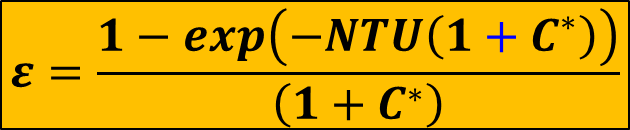 ε = (1 − exp(−NTU(1 + C*))) / (1 + C*)